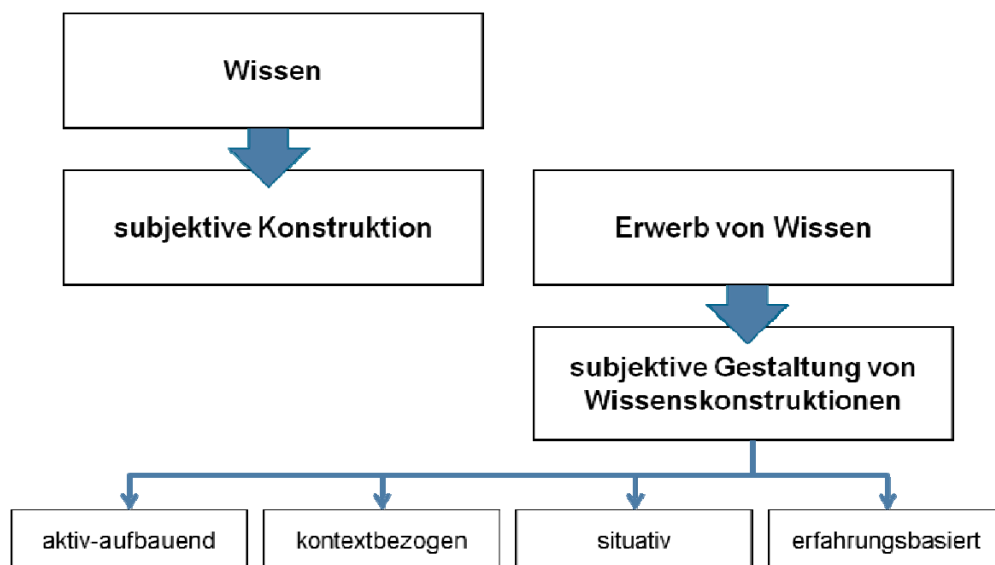 Wissen
subjektive Konstruktion
Erwerb von Wissen
subjektive Gestaltung von
Wissenskonstruktionen
aktiv-aufbauend
kontextbezogen
situativ
erfahrungsbasiert